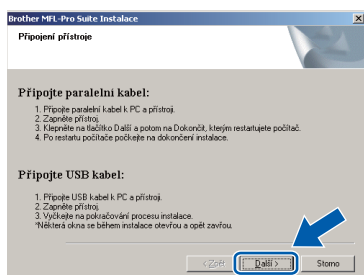 Brother MFL-Pro Suite Instalace
Připojení přístroje
Připojte paralelní kabel:
1. Připojte paralelní kabel k PC a přístroji.
2. Zapněte přístroj.
3. Klepněte na tlačítko Další a potom na Dokončit, kterým restartujete počítač.
4. Po restartu počítače počkejte na dokončení instalace.
Připojte USB kabel:
1. Připojte USB kabel k PC a přístroji.
2. Zapněte přístroj.
3. Vyčkejte na pokračování procesu instalace.
*Některá okna se během instalace otevřou a opět zavřou.
< Zpět Další > Storno